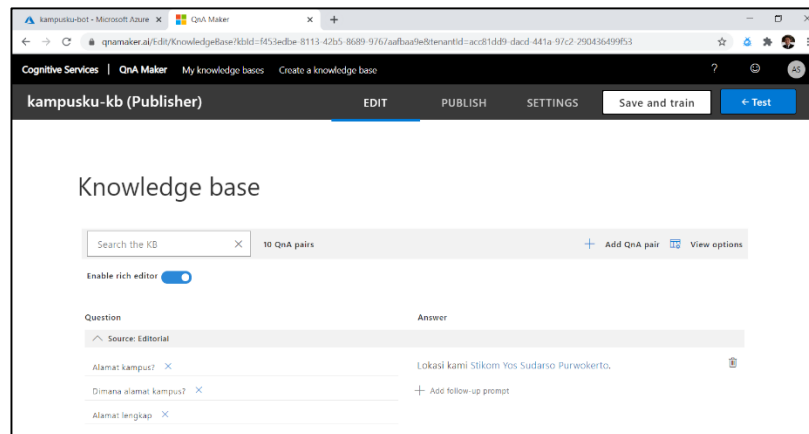 kampusku-bot - Microsoft Azure QnA Maker
qnamaker.ai/Edit/KnowledgeBase?kbId=f453edbe-8113-42b5-8689-9767aafbaa9e&tenantId=acc81dd9-dacd-441a-97c2-290436499f53
Cognitive Services | QnA Maker My knowledge bases Create a knowledge base ? AS
kampusku-kb (Publisher) EDIT PUBLISH SETTINGS Save and train ← Test
Knowledge base
Search the KB 10 QnA pairs + Add QnA pair View options
Enable rich editor
Question Answer
Source: Editorial
Alamat kampus? Lokasi kami Stikom Yos Sudarso Purwokerto.
Dimana alamat kampus? + Add follow-up prompt
Alamat lengkap